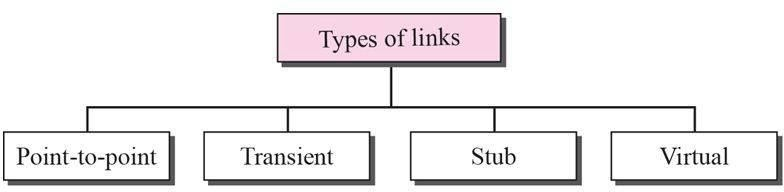 Types of links
Point-to-point
Transient
Stub
Virtual